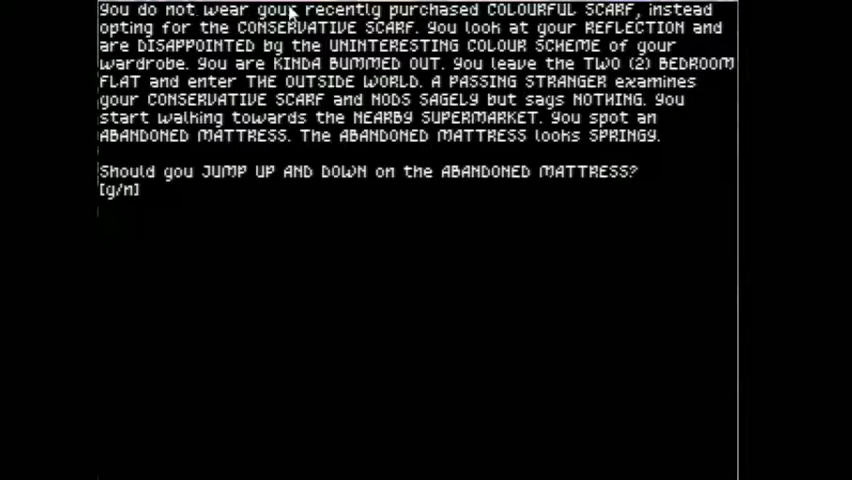 You do not wear your recently purchased COLOURFUL SCARF, instead
opting for the CONSERVATIVE SCARF. You look at your REFLECTION and
are DISAPPOINTED by the UNINTERESTING COLOUR SCHEME of your
wardrobe. You are KINDA BUMMED OUT. You leave the TWO (2) BEDROOM
FLAT and enter THE OUTSIDE WORLD. A PASSING STRANGER examines
your CONSERVATIVE SCARF and NODS SAGELY but says NOTHING. You
start walking towards the NEARBY SUPERMARKET. You spot an
ABANDONED MATTRESS. The ABANDONED MATTRESS looks SPRINGY.
Should you JUMP UP AND DOWN on the ABANDONED MATTRESS?
[y/n]